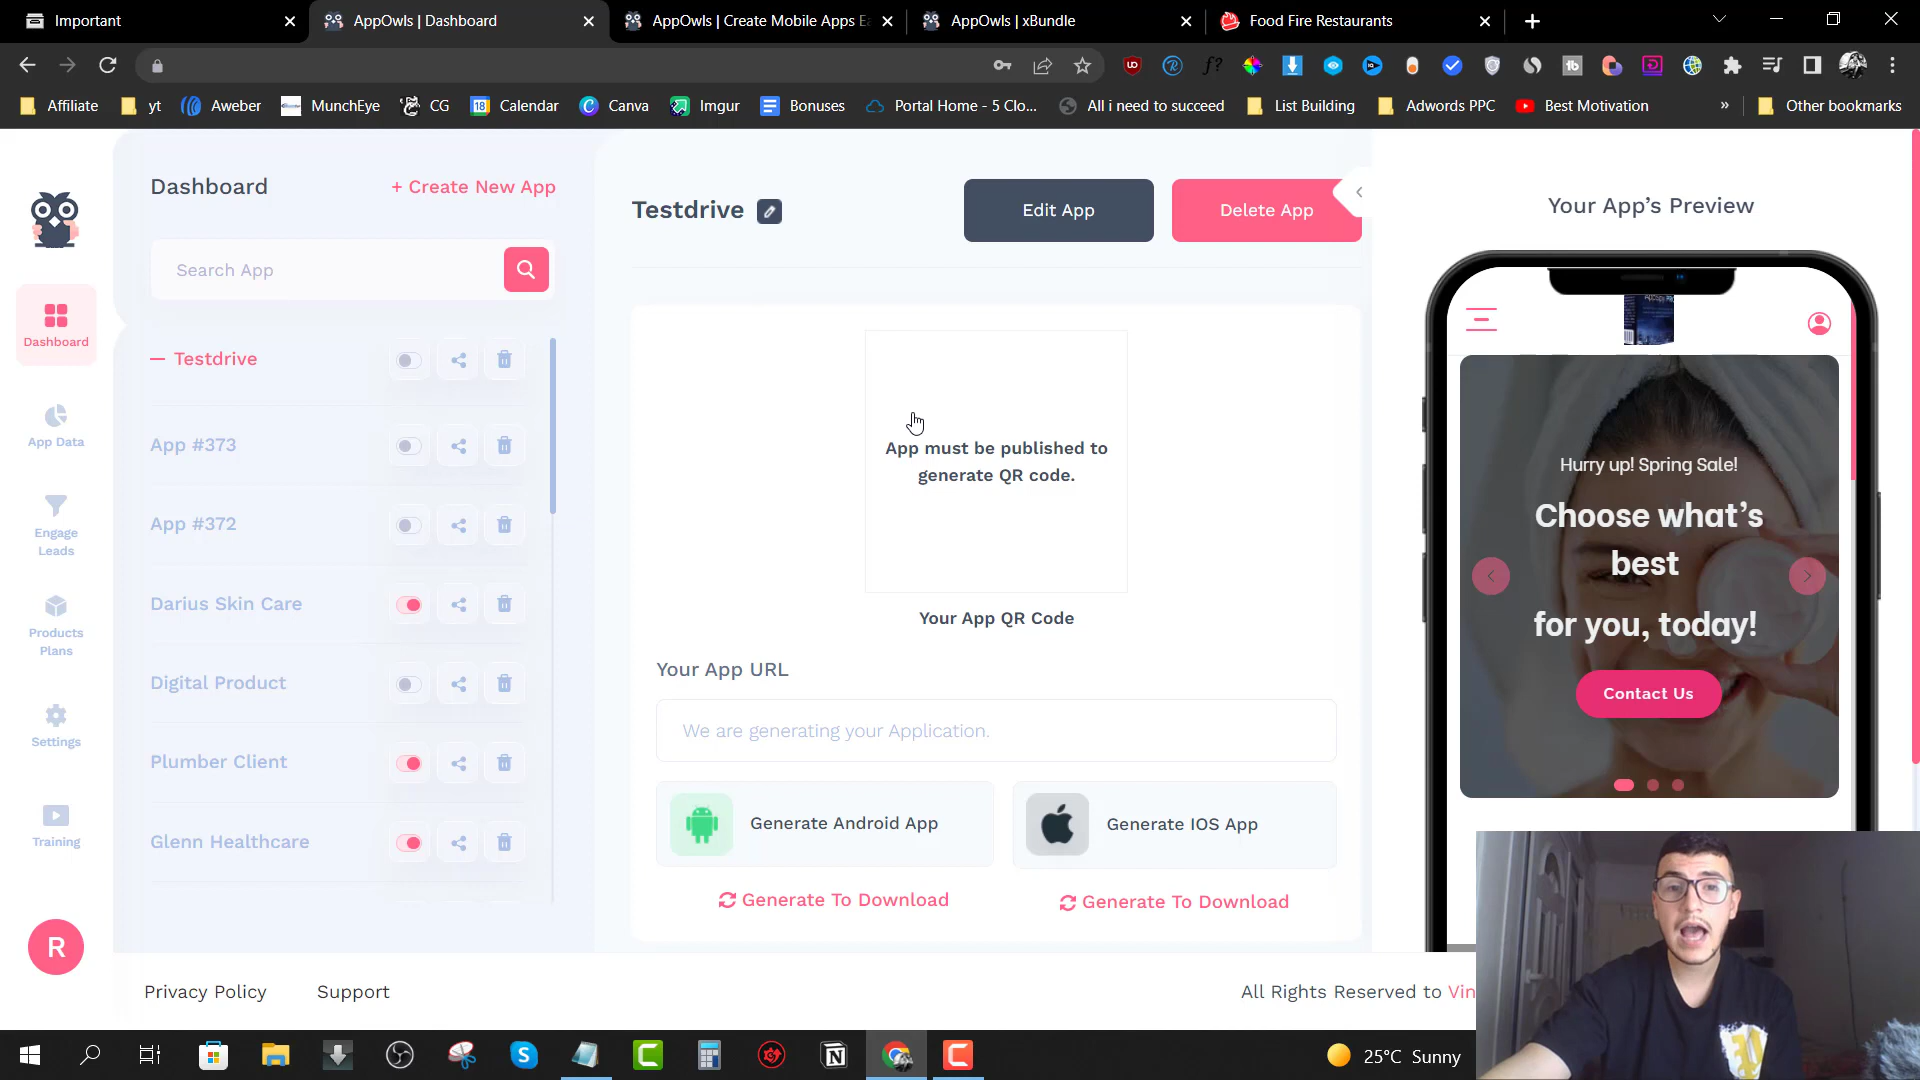 Important
AppOwls | Dashboard
AppOwls | Create Mobile Apps Ea
AppOwls | xBundle
Food Fire Restaurants
Affiliate
yt
Aweber
MunchEye
CG
18
Calendar
Canva
Imgur
Bonuses
Portal Home - 5 Clo...
All i need to succeed
List Building
Adwords PPC
Best Motivation
»
Other bookmarks
Dashboard
+ Create New App
Search App
Testdrive
App #373
App #372
Darius Skin Care
Digital Product
Plumber Client
Glenn Healthcare
Dashboard
App Data
Engage
Leads
Products
Plans
Settings
Training
R
Testdrive
Edit App
Delete App
App must be published to
generate QR code.
Your App QR Code
Your App URL
We are generating your Application.
Generate Android App
Generate IOS App
Generate To Download
Generate To Download
Your App's Preview
Hurry up! Spring Sale!
Choose what's
best
for you, today!
Contact Us
Privacy Policy
Support
All Rights Reserved to Vin
25°C Sunny